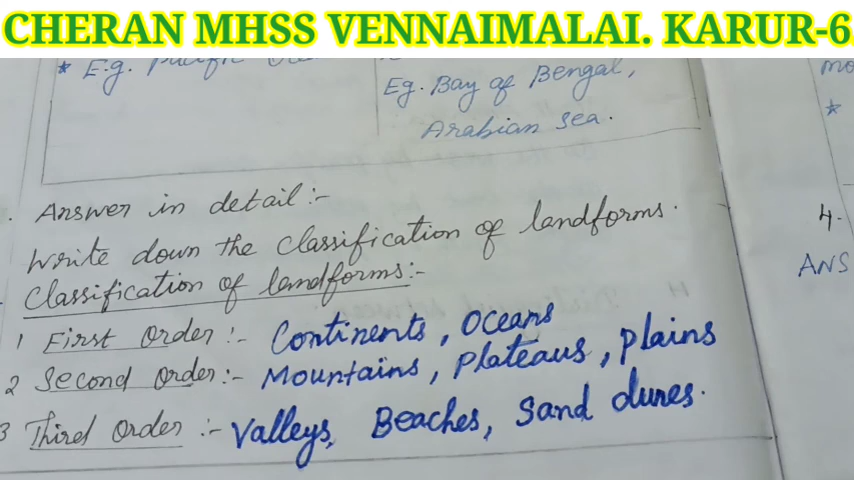 CHERAN MHSS VENNAIMALAI. KARUR-6
* E.g. Pacific
Eg. Bay of Bengal,
Arabian sea.
Answer in detail:-
Write down the classification of landforms.
Classification of landforms:-
1 First Order:- Continents, Oceans
2 Second Order:- Mountains, Plateaus, plains
3 Third Order:- Valleys, Beaches, Sand dunes.
*
4.
ANS